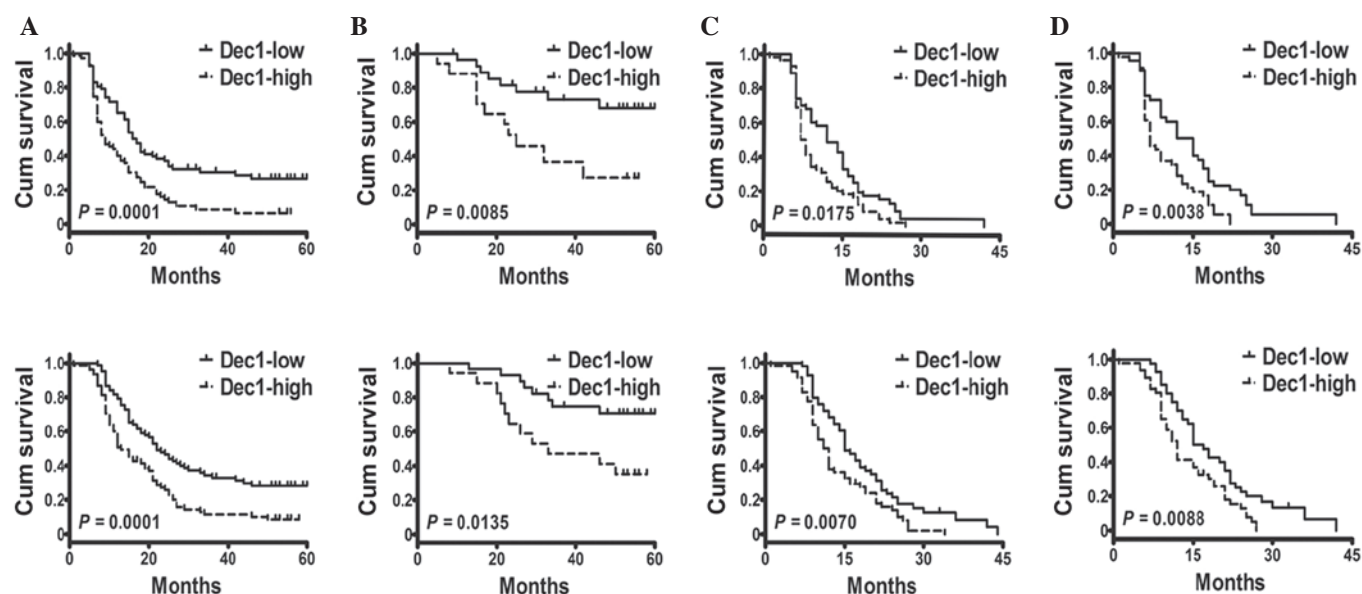 A
1.0
0.8
0.6
0.4
0.2
0
Cum survival
Dec1-low
Dec1-high
P = 0.0001
0 20 40 60
Months
B
1.0
0.8
0.6
0.4
0.2
0
Cum survival
Dec1-low
Dec1-high
P = 0.0085
0 20 40 60
Months
C
1.0
0.8
0.6
0.4
0.2
0
Cum survival
Dec1-low
Dec1-high
P = 0.0175
0 15 30 45
Months
D
1.0
0.8
0.6
0.4
0.2
0
Cum survival
Dec1-low
Dec1-high
P = 0.0038
0 15 30 45
Months
1.0
0.8
0.6
0.4
0.2
0
Cum survival
Dec1-low
Dec1-high
P = 0.0001
0 20 40 60
Months
1.0
0.8
0.6
0.4
0.2
0
Cum survival
Dec1-low
Dec1-high
P = 0.0135
0 20 40 60
Months
1.0
0.8
0.6
0.4
0.2
0
Cum survival
Dec1-low
Dec1-high
P = 0.0070
0 15 30 45
Months
1.0
0.8
0.6
0.4
0.2
0
Cum survival
Dec1-low
Dec1-high
P = 0.0088
0 15 30 45
Months